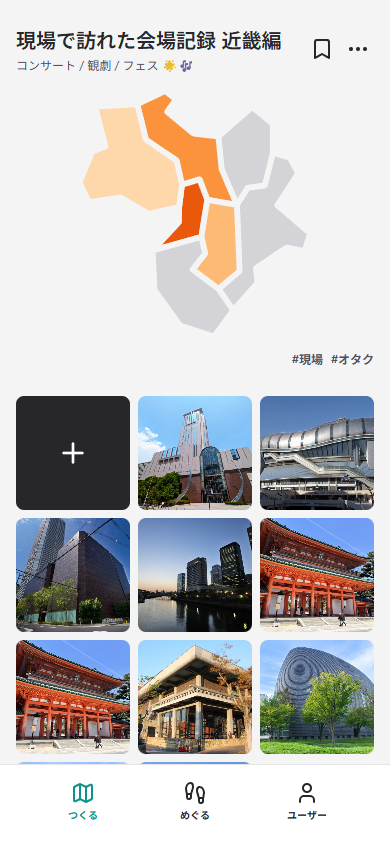 現場で訪れた会場記録 近畿編
コンサート / 観劇 / フェス ☀️ 🎶
#現場 #オタク
つくる
めぐる
ユーザー